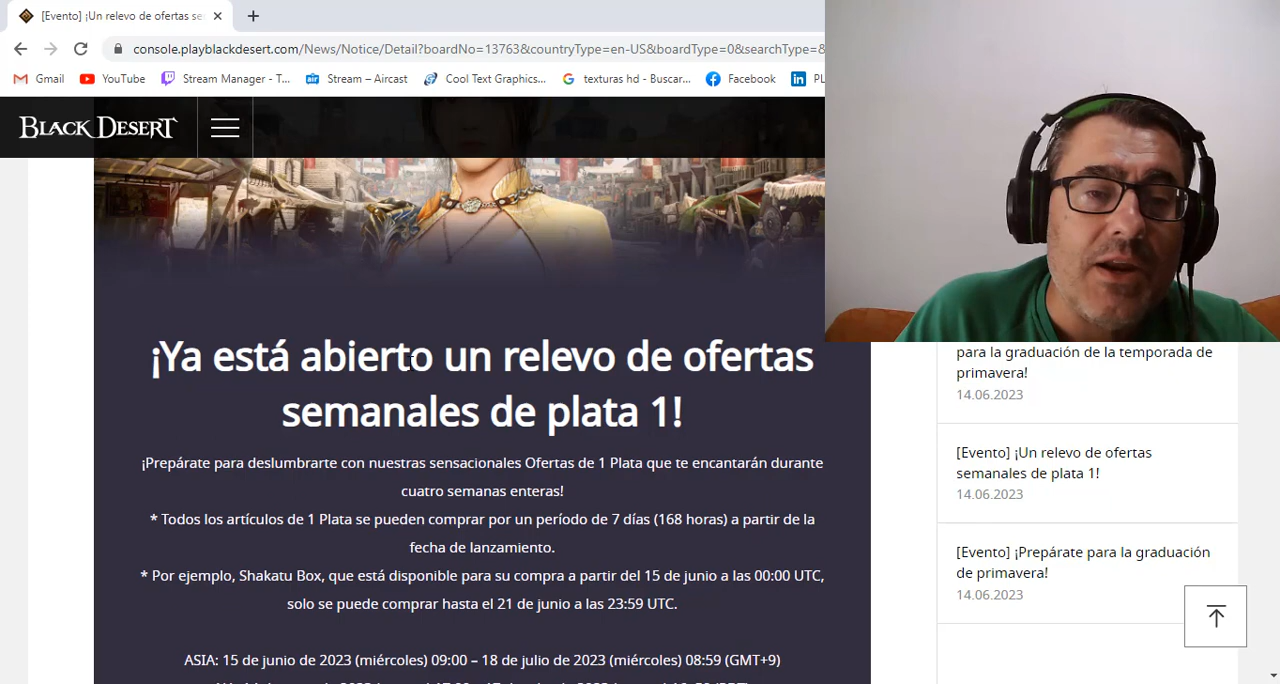 [Evento] ¡Un relevo de ofertas se
console.playblackdesert.com/News/Notice/Detail?boardNo=13763&countryType=en-US&boardType=0&searchType=&
Gmail YouTube Stream Manager - T... Stream – Aircast Cool Text Graphics... texturas hd - Buscar... Facebook PL
BLACK DESERT
¡Ya está abierto un relevo de ofertas
semanales de plata 1!
¡Prepárate para deslumbrarte con nuestras sensacionales Ofertas de 1 Plata que te encantarán durante
cuatro semanas enteras!
* Todos los artículos de 1 Plata se pueden comprar por un período de 7 días (168 horas) a partir de la
fecha de lanzamiento.
* Por ejemplo, Shakatu Box, que está disponible para su compra a partir del 15 de junio a las 00:00 UTC,
solo se puede comprar hasta el 21 de junio a las 23:59 UTC.
ASIA: 15 de junio de 2023 (miércoles) 09:00 – 18 de julio de 2023 (miércoles) 08:59 (GMT+9)
para la graduación de la temporada de
primavera!
14.06.2023
[Evento] ¡Un relevo de ofertas
semanales de plata 1!
14.06.2023
[Evento] ¡Prepárate para la graduación
de primavera!
14.06.2023